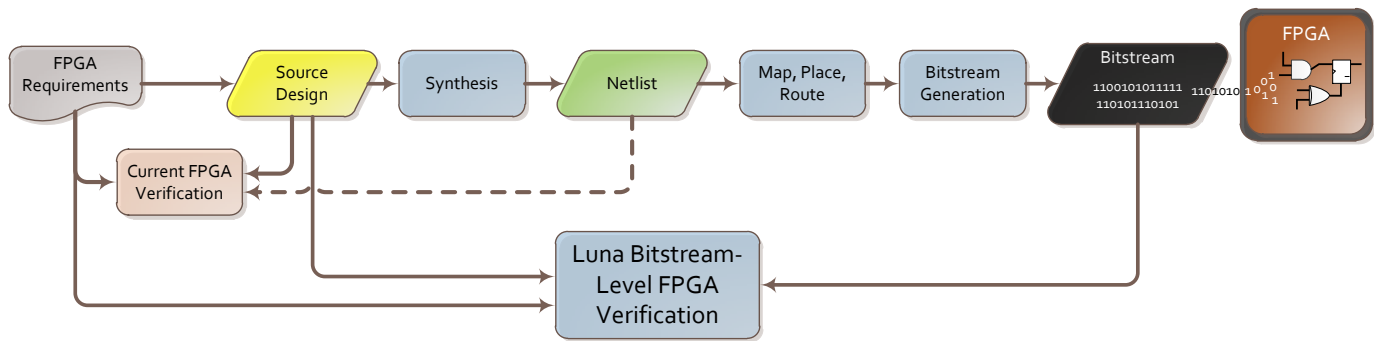 FPGA
Requirements
Source
Design
Synthesis
Netlist
Map, Place,
Route
Bitstream
Generation
Bitstream
1100101011111
110101110101
FPGA
Current FPGA
Verification
Luna Bitstream-
Level FPGA
Verification